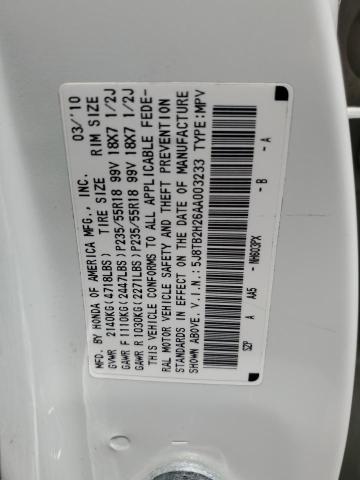 MFD. BY HONDA OF AMERICA MFG., INC. 03/'10
TIRE SIZE RIM SIZE
GVWR 2140KG(4718LBS)
GAWR F 1110KG(2447LBS)P235/55R18 99V 18X7 1/2J
GAWR R 1030KG(2271LBS)P235/55R18 99V 18X7 1/2J
THIS VEHICLE CONFORMS TO ALL APPLICABLE FEDE-
RAL MOTOR VEHICLE SAFETY AND THEFT PREVENTION
STANDARDS IN EFFECT ON THE DATE OF MANUFACTURE
SHOWN ABOVE. V.I.N.:5J8TB2H26AA003233 TYPE:MPV
SZP A AA5 - NH603PX - B - A